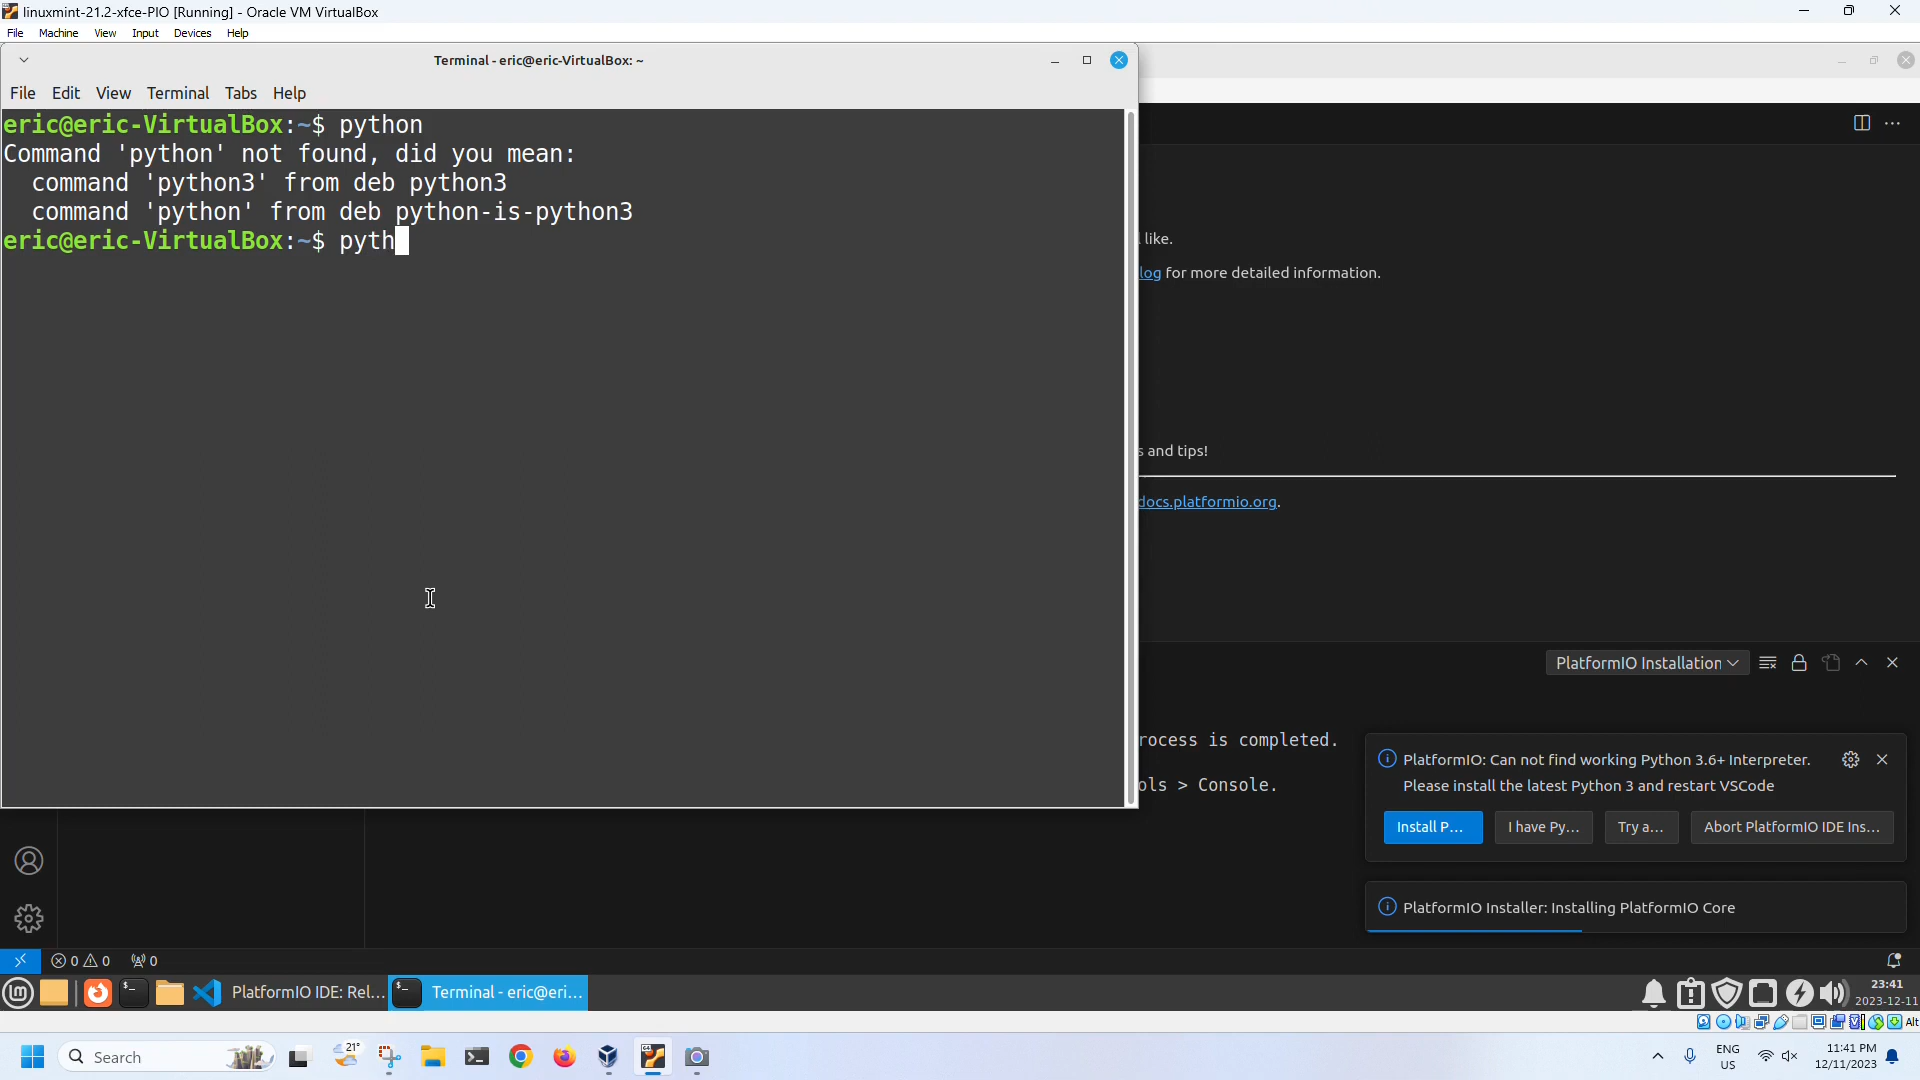 linuxmint-21.2-xfce-PIO [Running] - Oracle VM VirtualBox
File Machine View Input Devices Help
Terminal - eric@eric-VirtualBox: ~
File Edit View Terminal Tabs Help
eric@eric-VirtualBox:~$ python
Command 'python' not found, did you mean:
  command 'python3' from deb python3
  command 'python' from deb python-is-python3
eric@eric-VirtualBox:~$ pyth
like.
log for more detailed information.
s and tips!
docs.platformio.org.
PlatformIO Installation
rocess is completed.
ols > Console.
PlatformIO: Can not find working Python 3.6+ Interpreter.
Please install the latest Python 3 and restart VSCode
Install P... I have Py... Try a... Abort PlatformIO IDE Ins...
PlatformIO Installer: Installing PlatformIO Core
0 0 0
PlatformIO IDE: Rel... Terminal - eric@eri...
23:41
2023-12-11
Alt
Search
21°
ENG
US
11:41 PM
12/11/2023